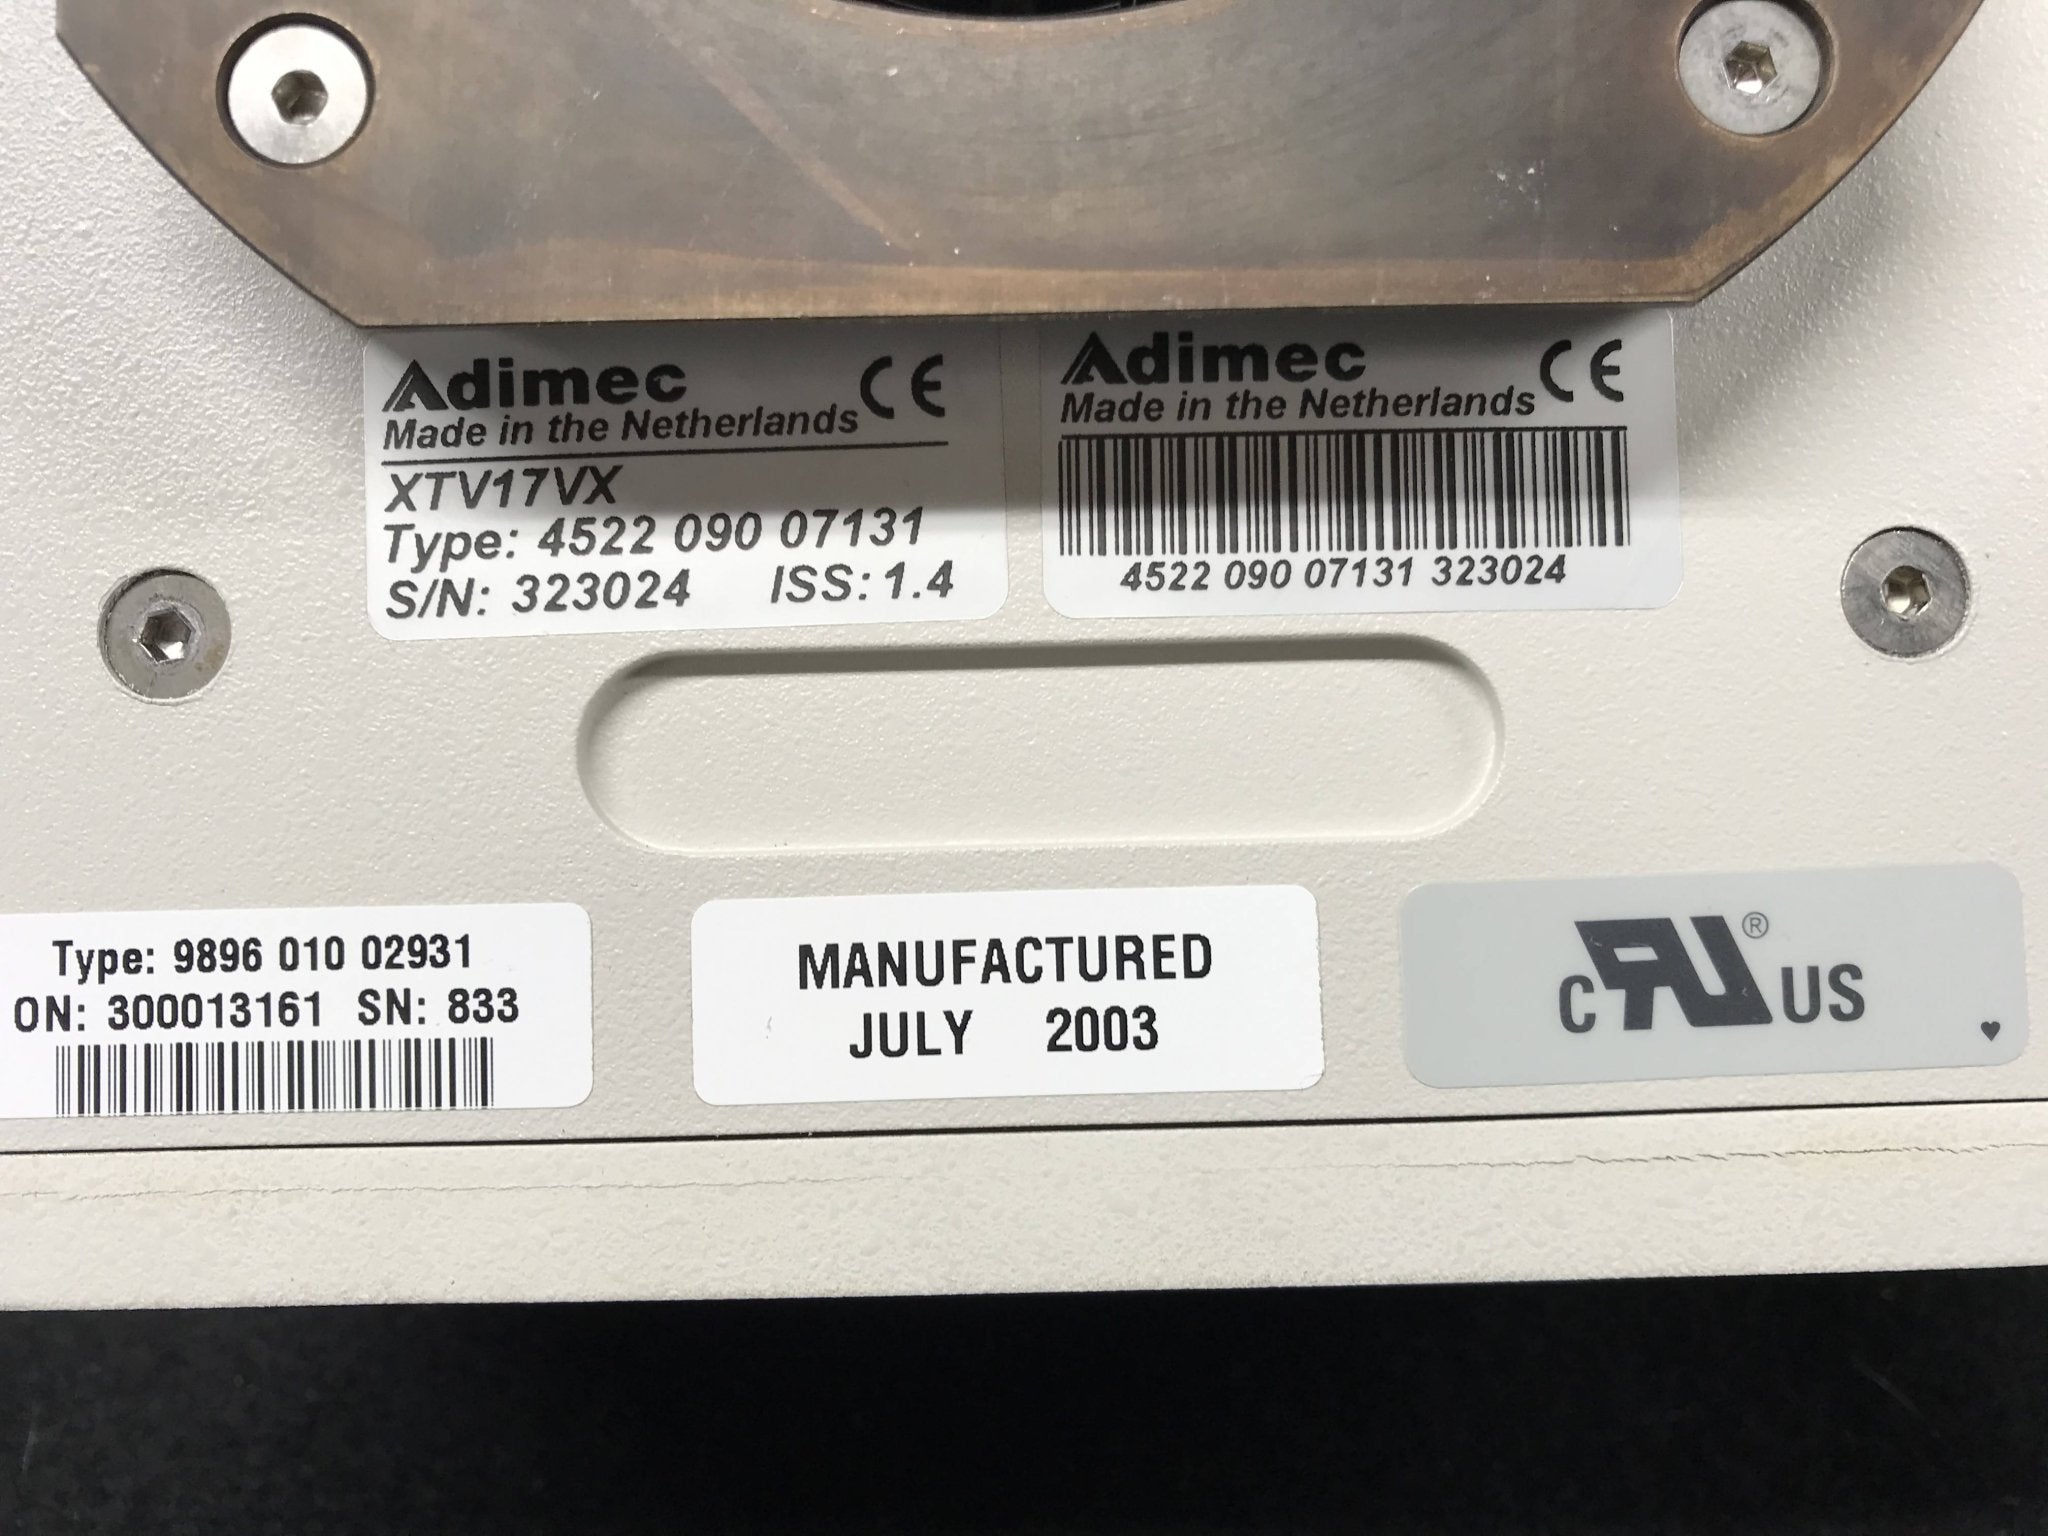 Adimec CE
Made in the Netherlands
XTV17VX
Type: 4522 090 07131
S/N: 323024 ISS: 1.4
Adimec CE
Made in the Netherlands
4522 090 07131 323024
Type: 9896 010 02931
ON: 300013161 SN: 833
MANUFACTURED
JULY 2003
c RU ® US